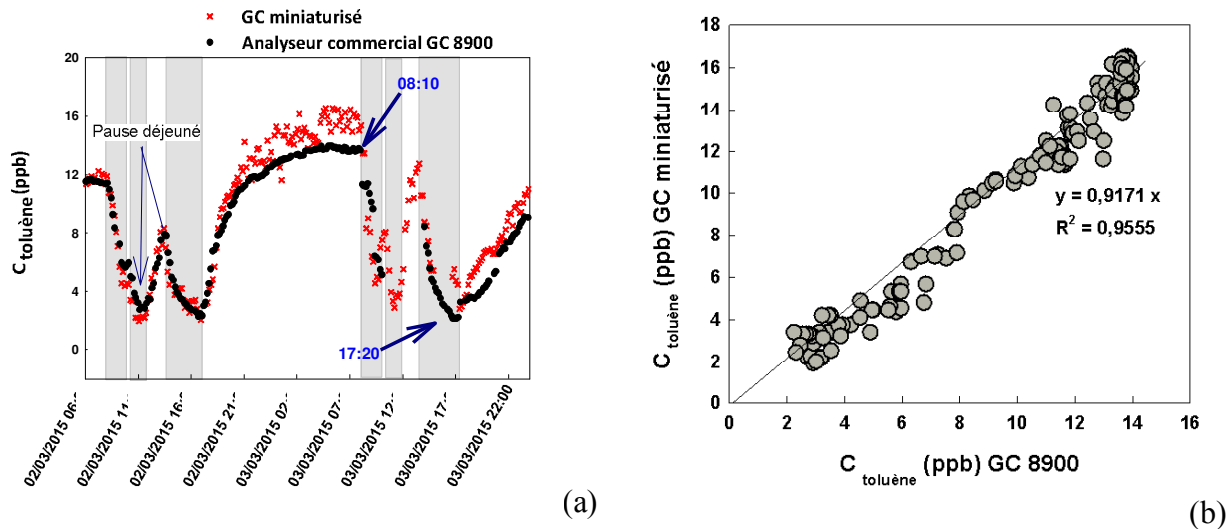 GC miniaturisé
Analyseur commercial GC 8900
C toluène (ppb)
20
16
12
8
4
0
Pause déjeuné
08:10
17:20
02/03/2015 06:
02/03/2015 11:
02/03/2015 16:
02/03/2015 21:
03/03/2015 02:
03/03/2015 07:
03/03/2015 12:
03/03/2015 17:
03/03/2015 22:00
(a)
C toluène (ppb) GC miniaturisé
18
16
14
12
10
8
6
4
2
0
y = 0,9171 x
R² = 0,9555
0 2 4 6 8 10 12 14 16
C toluène (ppb) GC 8900
(b)